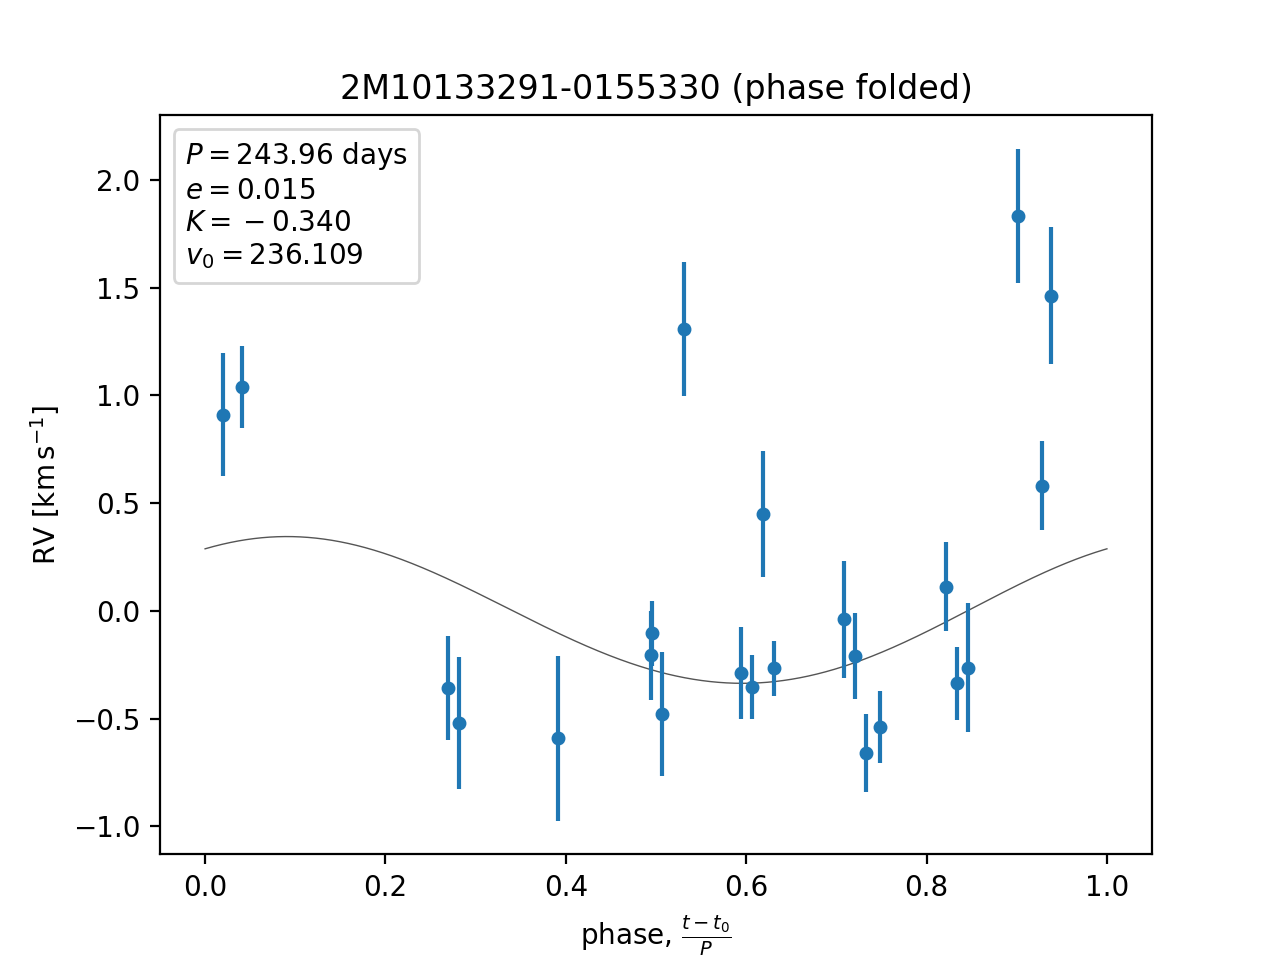 2M10133291-0155330 (phase folded)
P = 243.96 days
e = 0.015
K = −0.340
v₀ = 236.109
2.0
1.5
1.0
0.5
0.0
−0.5
−1.0
RV [km s⁻¹]
0.0 0.2 0.4 0.6 0.8 1.0
phase, (t − t₀)/P